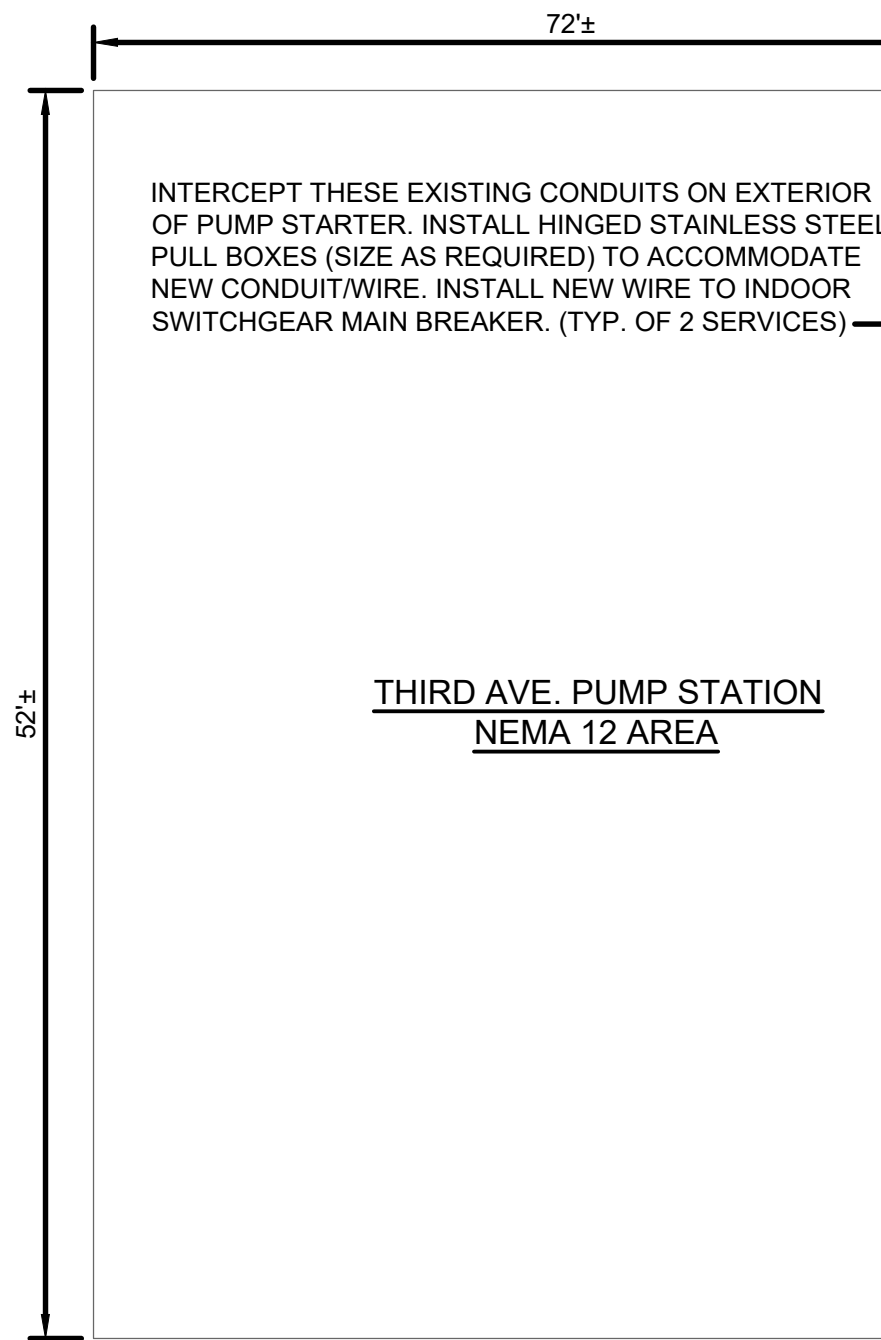 72'±
INTERCEPT THESE EXISTING CONDUITS ON EXTERIOR
OF PUMP STARTER. INSTALL HINGED STAINLESS STEEL
PULL BOXES (SIZE AS REQUIRED) TO ACCOMMODATE
NEW CONDUIT/WIRE. INSTALL NEW WIRE TO INDOOR
SWITCHGEAR MAIN BREAKER. (TYP. OF 2 SERVICES)
52'±
THIRD AVE. PUMP STATION
NEMA 12 AREA